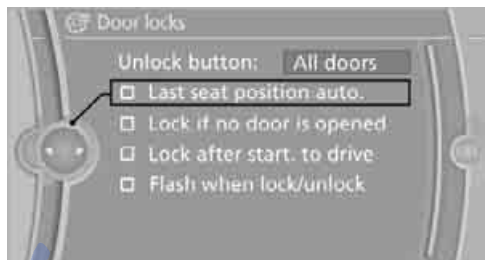 Door locks
Unlock button: All doors
Last seat position auto.
Lock if no door is opened
Lock after start. to drive
Flash when lock/unlock